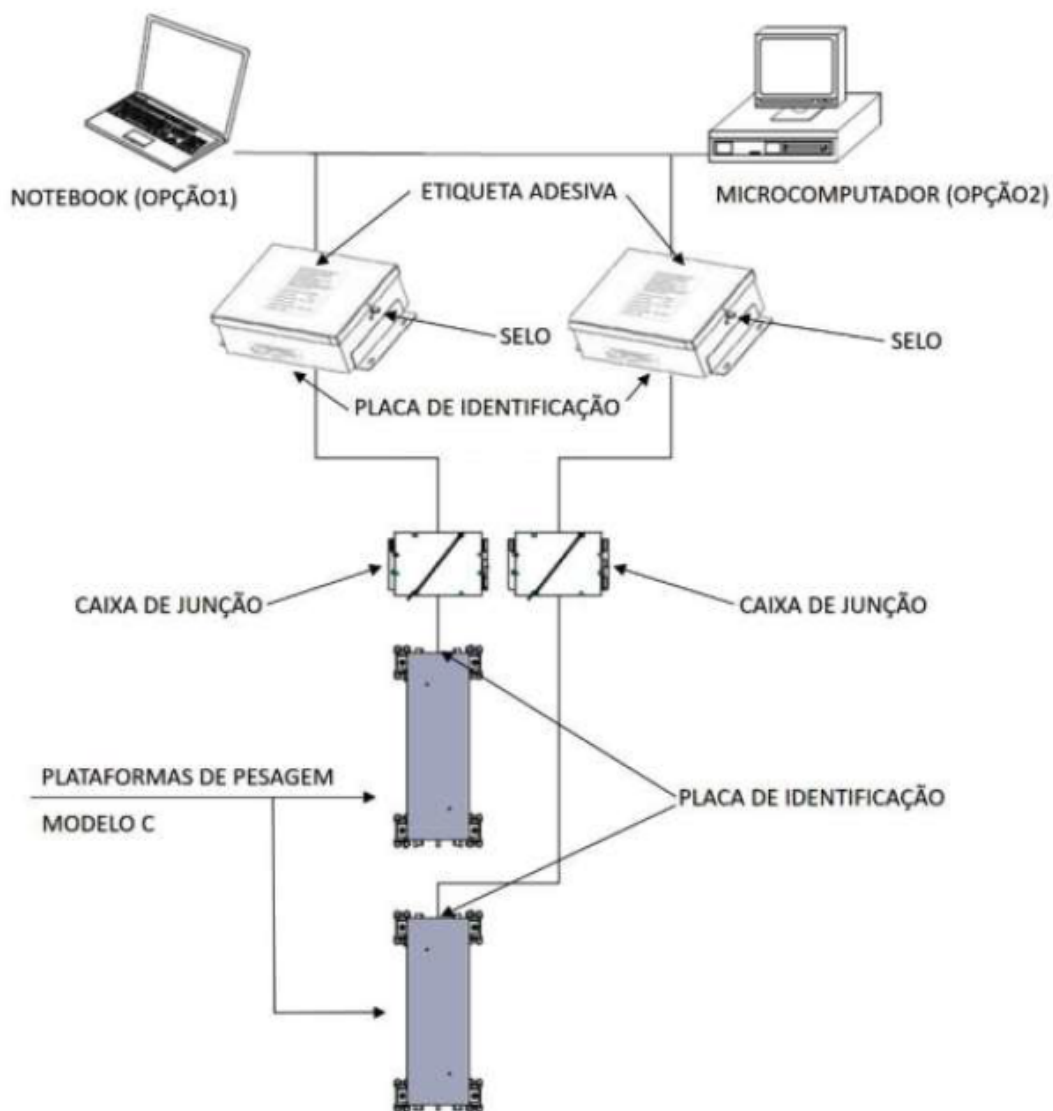 NOTEBOOK (OPÇÃO1)
ETIQUETA ADESIVA
MICROCOMPUTADOR (OPÇÃO2)
SELO
SELO
PLACA DE IDENTIFICAÇÃO
CAIXA DE JUNÇÃO
CAIXA DE JUNÇÃO
PLATAFORMAS DE PESAGEM
MODELO C
PLACA DE IDENTIFICAÇÃO